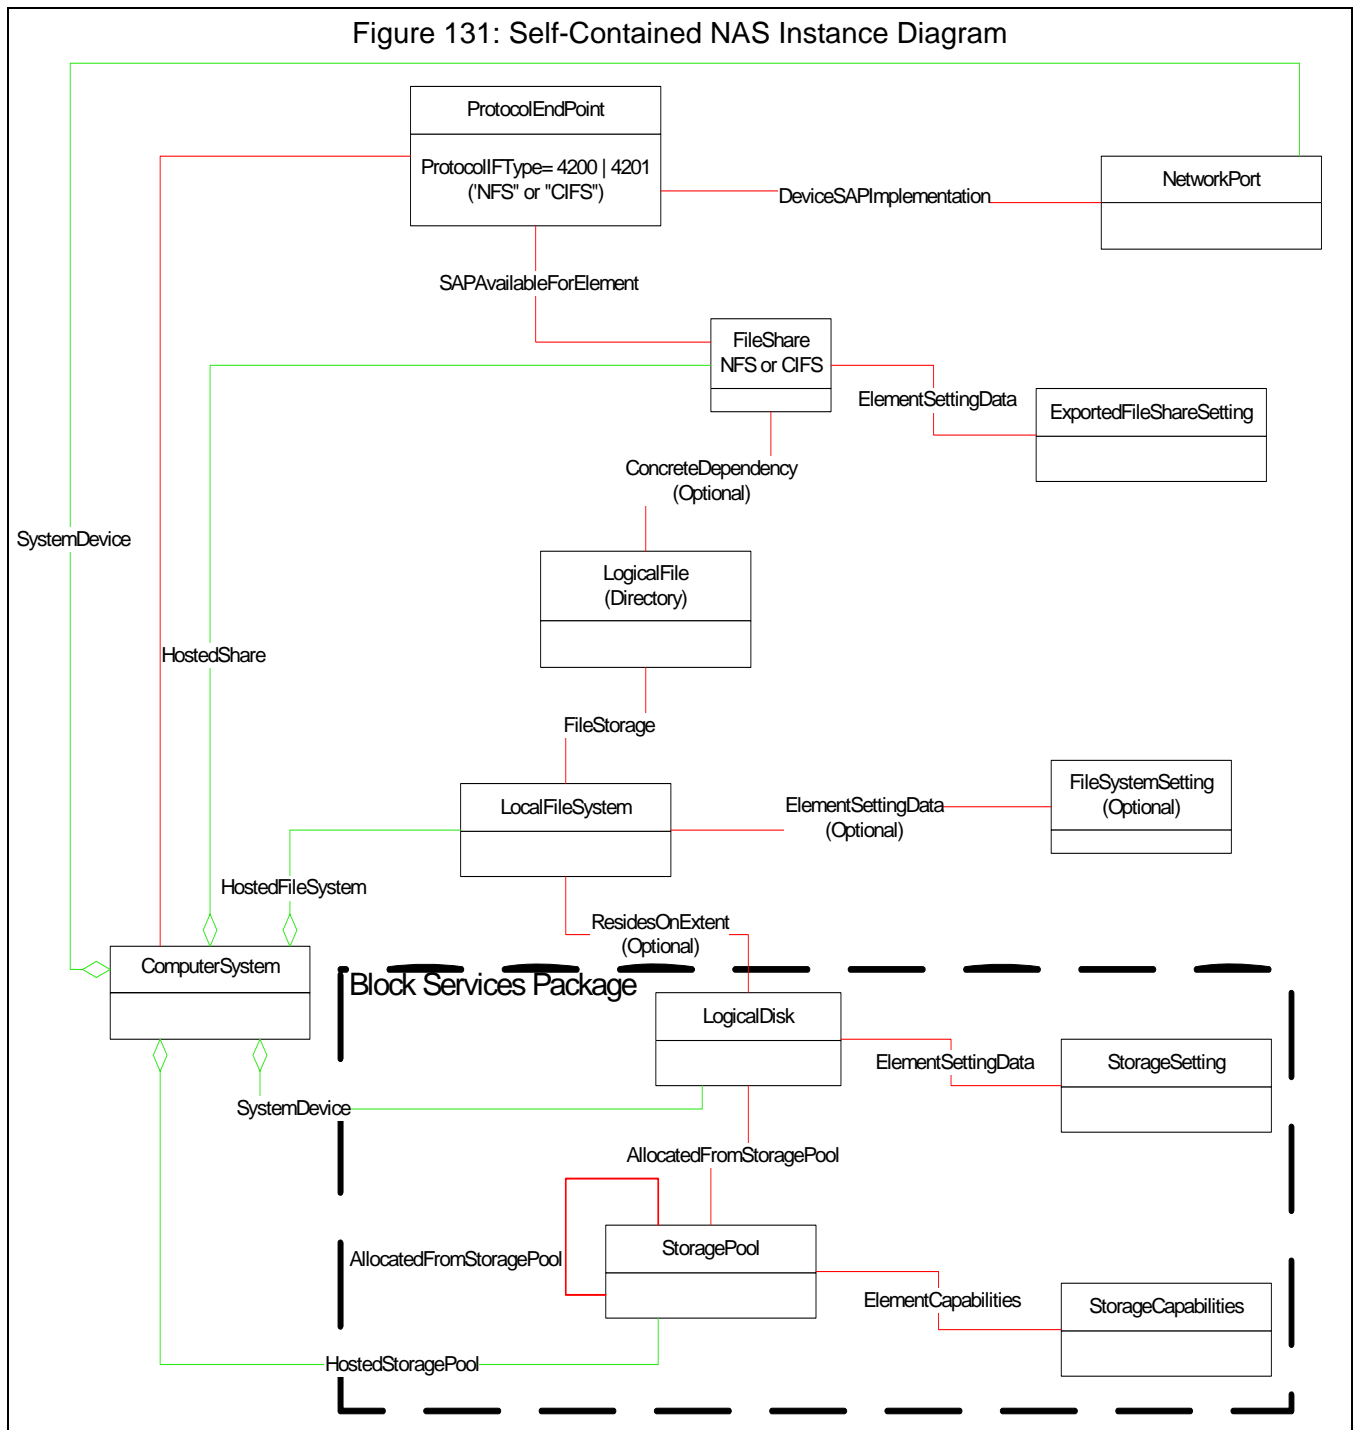 Figure 131: Self-Contained NAS Instance Diagram
ProtocolEndPoint
ProtocolIFType= 4200 | 4201
('NFS" or "CIFS")
NetworkPort
DeviceSAPImplementation
SAPAvailableForElement
FileShare
NFS or CIFS
ElementSettingData
ExportedFileShareSetting
ConcreteDependency
(Optional)
SystemDevice
LogicalFile
(Directory)
HostedShare
FileStorage
LocalFileSystem
ElementSettingData
(Optional)
FileSystemSetting
(Optional)
HostedFileSystem
ResidesOnExtent
(Optional)
ComputerSystem
Block Services Package
LogicalDisk
ElementSettingData
StorageSetting
SystemDevice
AllocatedFromStoragePool
StoragePool
AllocatedFromStoragePool
ElementCapabilities
StorageCapabilities
HostedStoragePool